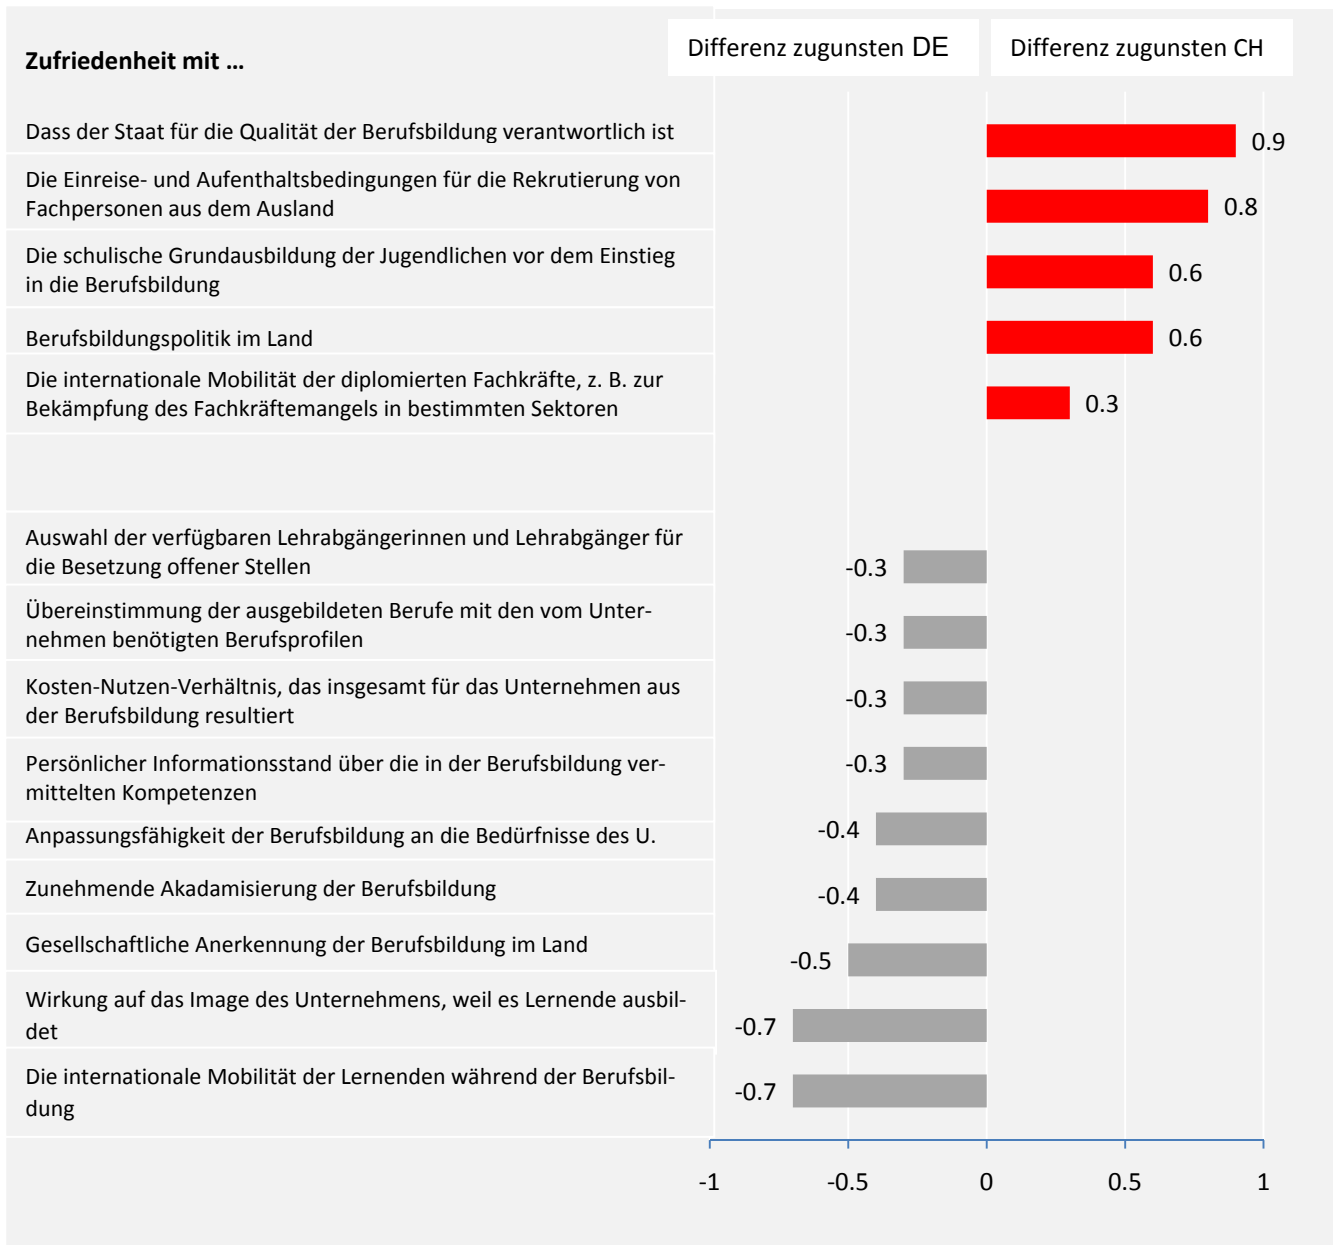 Zufriedenheit mit …
Differenz zugunsten DE
Differenz zugunsten CH
Dass der Staat für die Qualität der Berufsbildung verantwortlich ist
0.9
Die Einreise- und Aufenthaltsbedingungen für die Rekrutierung von
Fachpersonen aus dem Ausland
0.8
Die schulische Grundausbildung der Jugendlichen vor dem Einstieg
in die Berufsbildung
0.6
Berufsbildungspolitik im Land
0.6
Die internationale Mobilität der diplomierten Fachkräfte, z. B. zur
Bekämpfung des Fachkräftemangels in bestimmten Sektoren
0.3
Auswahl der verfügbaren Lehrabgängerinnen und Lehrabgänger für
die Besetzung offener Stellen
-0.3
Übereinstimmung der ausgebildeten Berufe mit den vom Unter-
nehmen benötigten Berufsprofilen
-0.3
Kosten-Nutzen-Verhältnis, das insgesamt für das Unternehmen aus
der Berufsbildung resultiert
-0.3
Persönlicher Informationsstand über die in der Berufsbildung ver-
mittelten Kompetenzen
-0.3
Anpassungsfähigkeit der Berufsbildung an die Bedürfnisse des U.
-0.4
Zunehmende Akadamisierung der Berufsbildung
-0.4
Gesellschaftliche Anerkennung der Berufsbildung im Land
-0.5
Wirkung auf das Image des Unternehmens, weil es Lernende ausbil-
det
-0.7
Die internationale Mobilität der Lernenden während der Berufsbil-
dung
-0.7
-1 -0.5 0 0.5 1